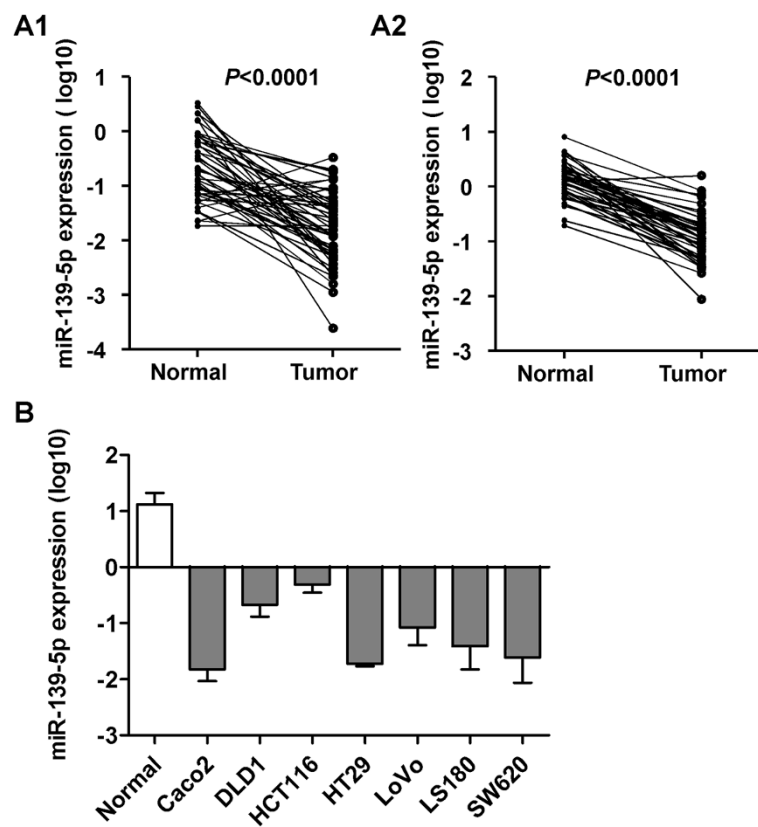 A1
A2
miR-139-5p expression ( log10)
P<0.0001
1
0
-1
-2
-3
-4
Normal
Tumor
miR-139-5p expression ( log10)
P<0.0001
2
1
0
-1
-2
-3
Normal
Tumor
B
miR-139-5p expression (log10)
2
1
0
-1
-2
-3
Normal
Caco2
DLD1
HCT116
HT29
LoVo
LS180
SW620